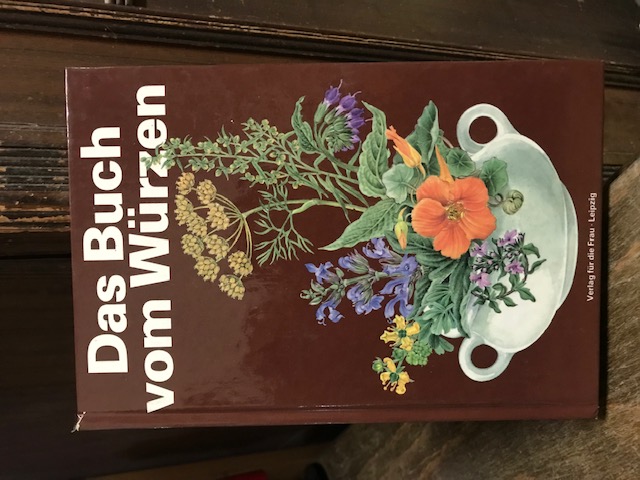 Das Buch
vom Würzen
Verlag für die Frau · Leipzig